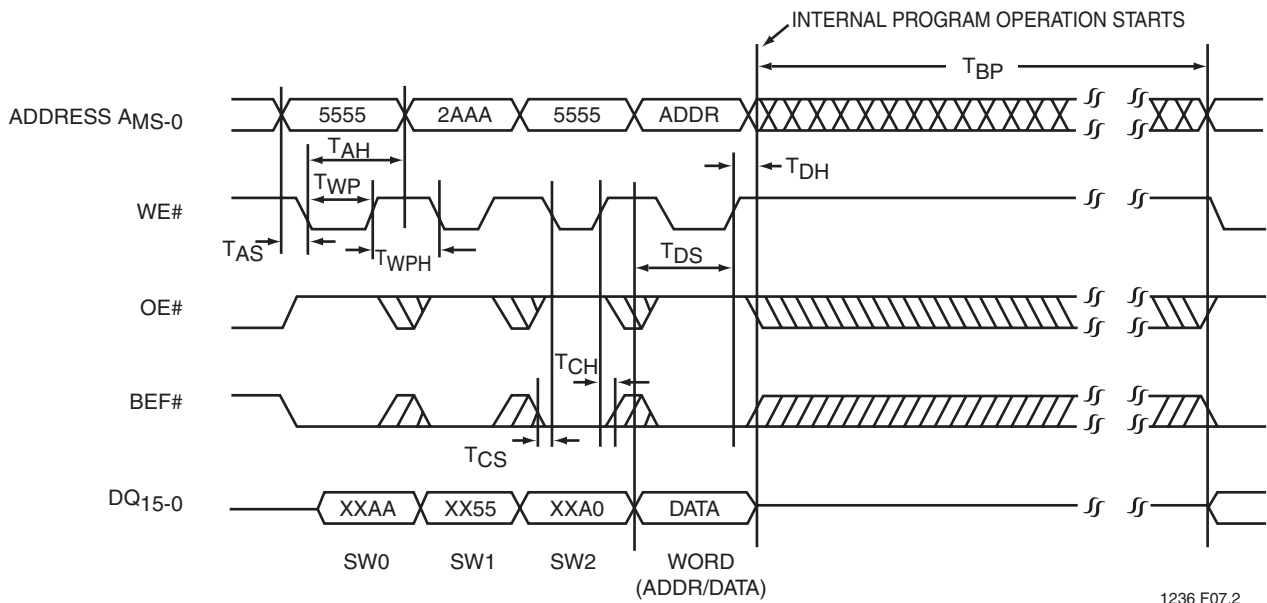 INTERNAL PROGRAM OPERATION STARTS
TBP
ADDRESS AMS-0
5555
2AAA
5555
ADDR
TAH
TDH
TWP
WE#
TAS
TWPH
TDS
OE#
TCH
BEF#
TCS
DQ15-0
XXAA
XX55
XXA0
DATA
SW0
SW1
SW2
WORD
(ADDR/DATA)
1236 F07.2